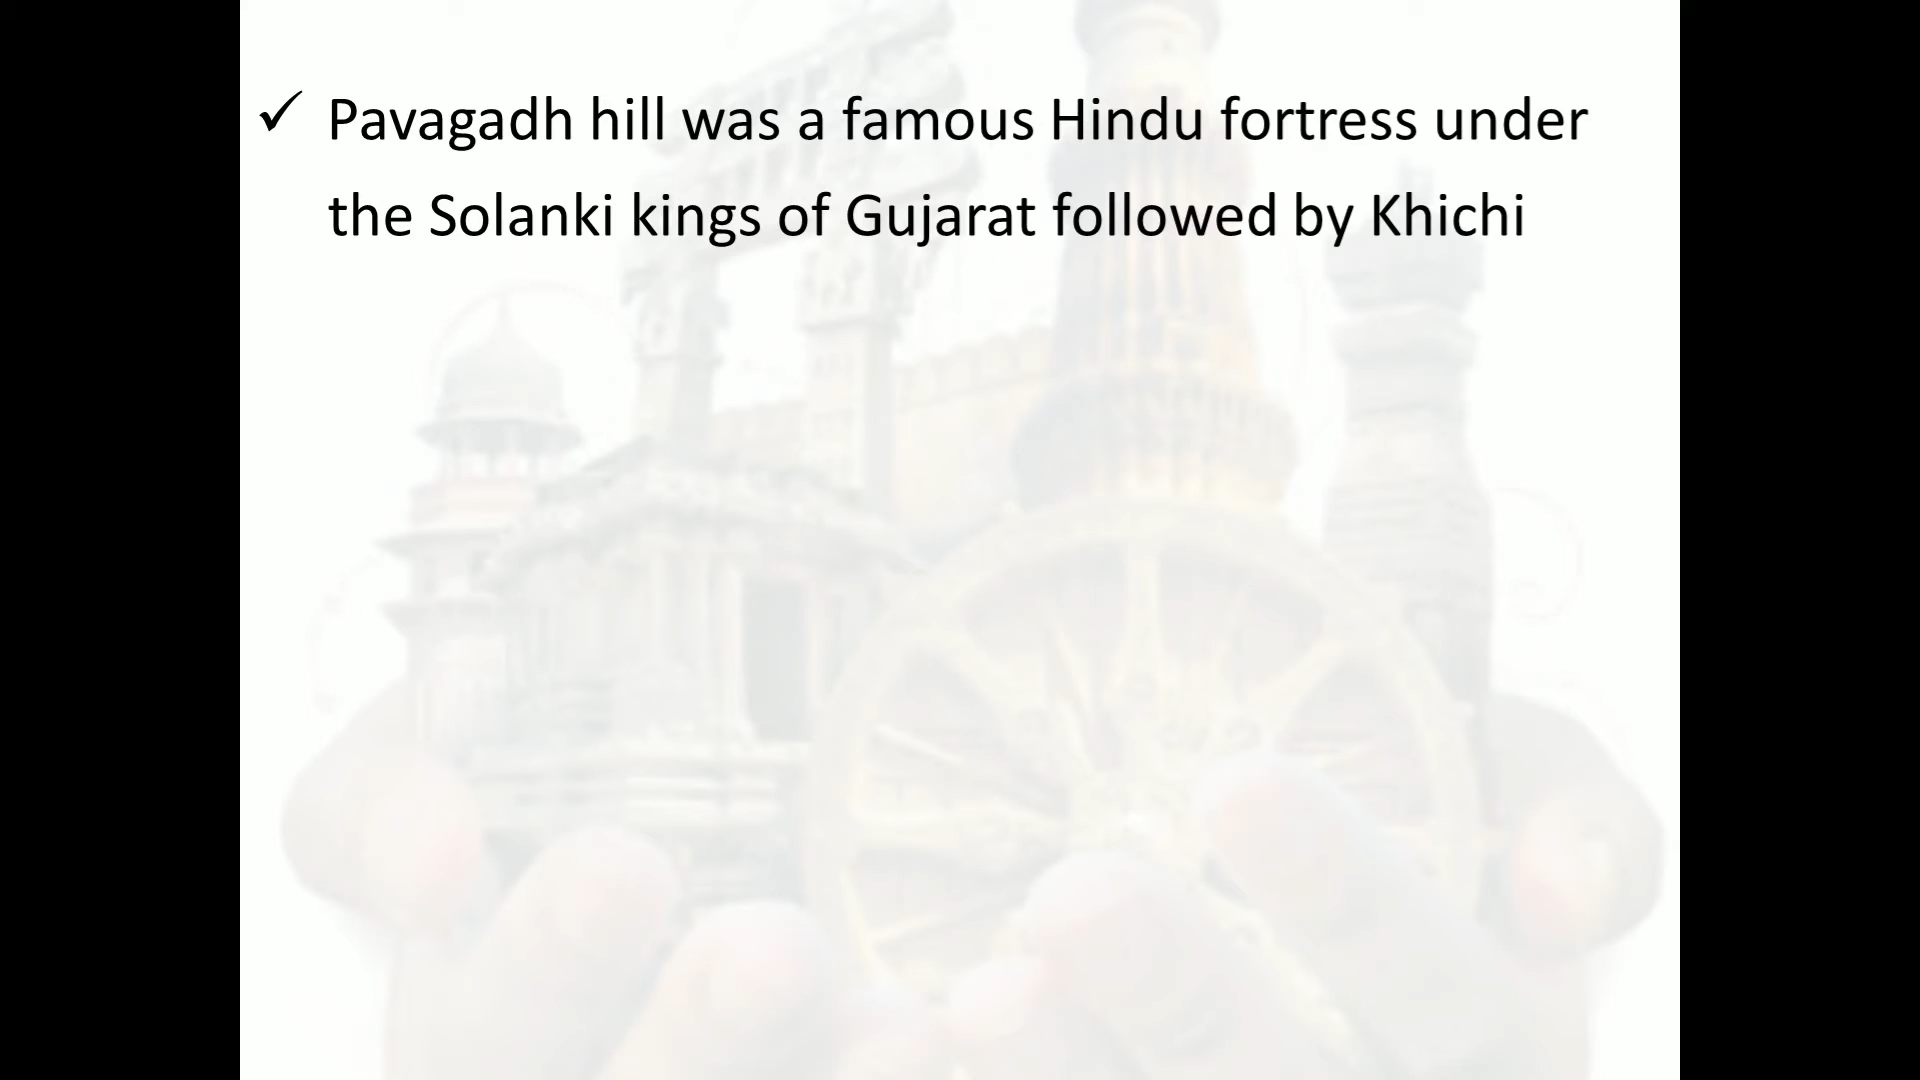 ✓ Pavagadh hill was a famous Hindu fortress under
the Solanki kings of Gujarat followed by Khichi